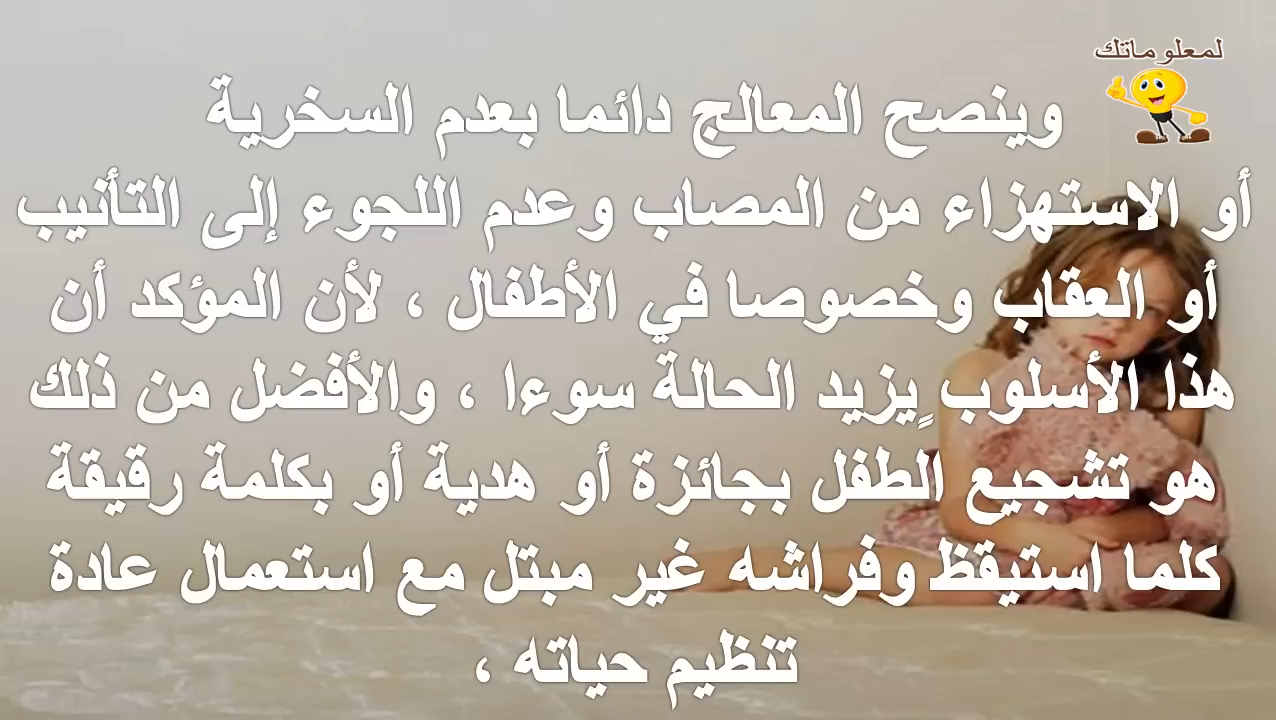 لمعلوماتك
وينصح المعالج دائما بعدم السخرية
أو الاستهزاء من المصاب وعدم اللجوء إلى التأنيب
أو العقاب وخصوصا في الأطفال ، لأن المؤكد أن
هذا الأسلوب يٍزيد الحالة سوءا ، والأفضل من ذلك
هو تشجيع الطفل بجائزة أو هدية أو بكلمة رقيقة
كلما استيقظ وفراشه غير مبتل مع استعمال عادة
تنظيم حياته ،